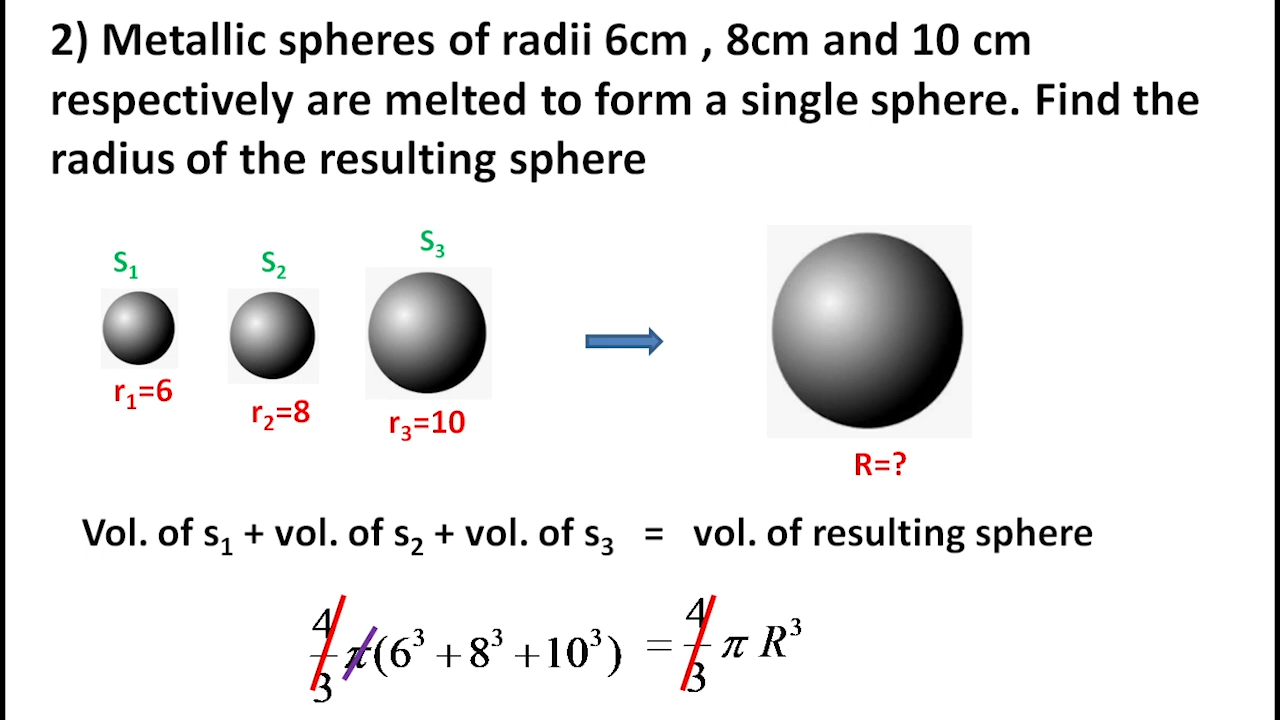 2) Metallic spheres of radii 6cm , 8cm and 10 cm
respectively are melted to form a single sphere. Find the
radius of the resulting sphere
S₁ S₂ S₃
r₁=6 r₂=8 r₃=10
R=?
Vol. of s₁ + vol. of s₂ + vol. of s₃ = vol. of resulting sphere
4/3 π(6³ + 8³ + 10³) = 4/3 π R³